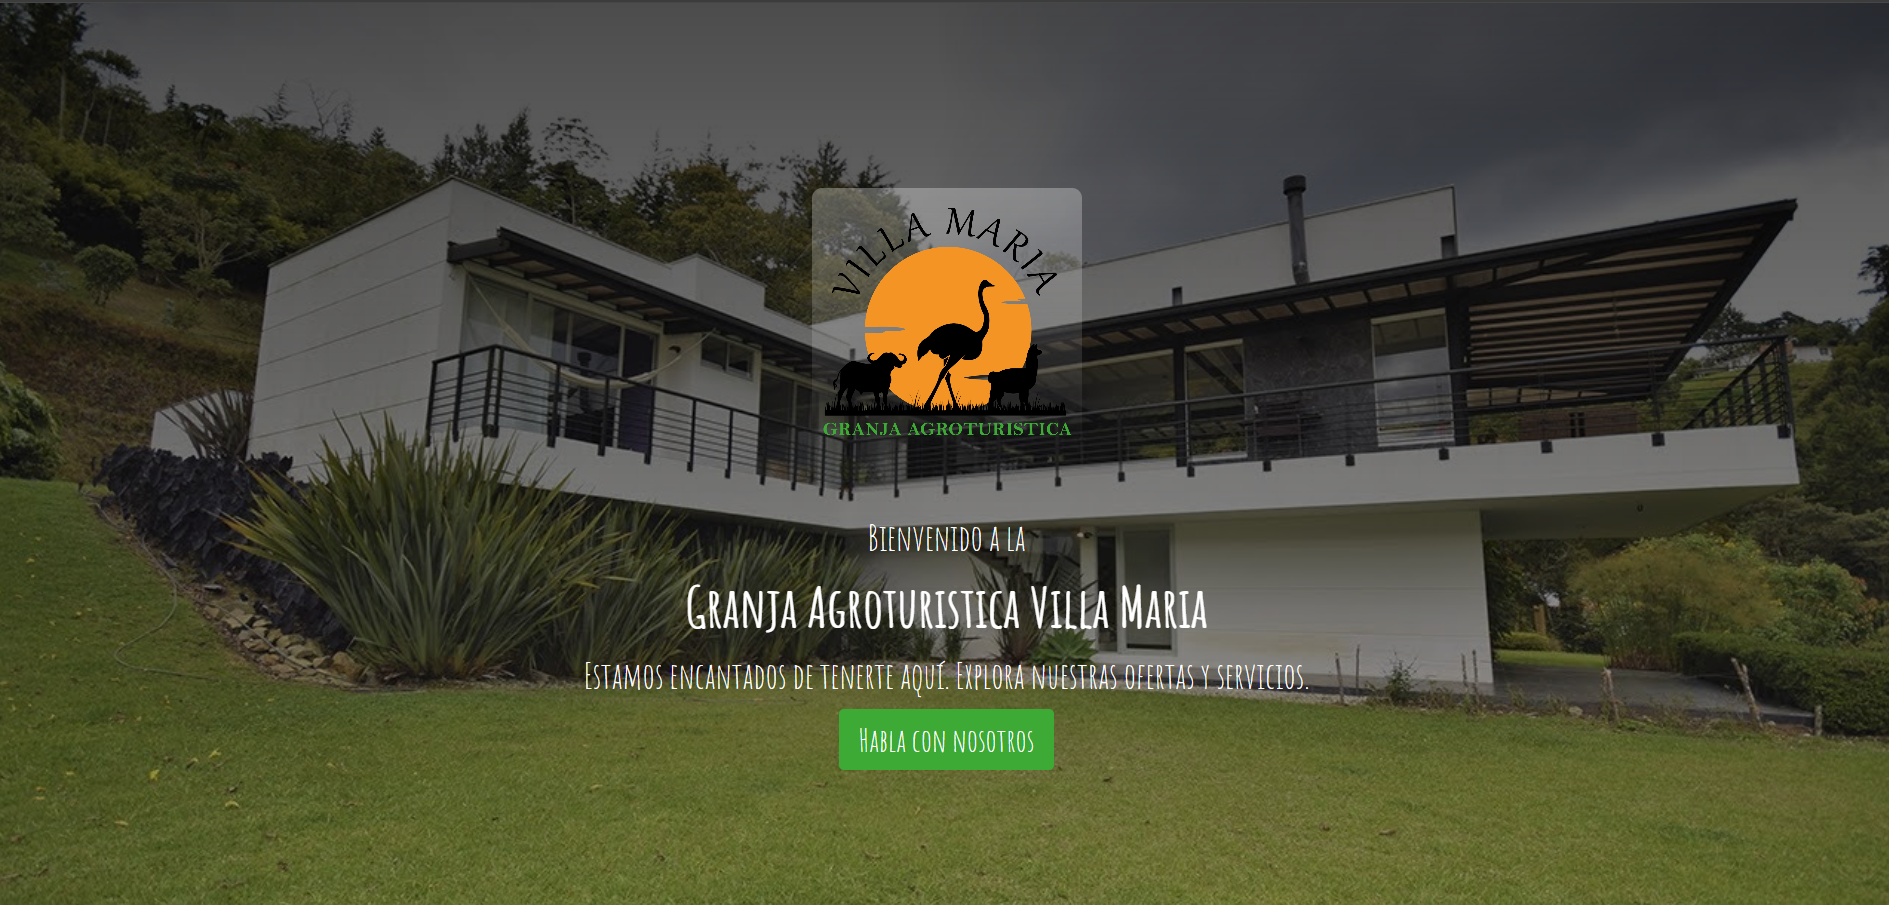 VILLA MARIA
GRANJA AGROTURISTICA
Bienvenido a la
Granja Agroturistica Villa Maria
Estamos encantados de tenerte aquí. Explora nuestras ofertas y servicios.
Habla con nosotros